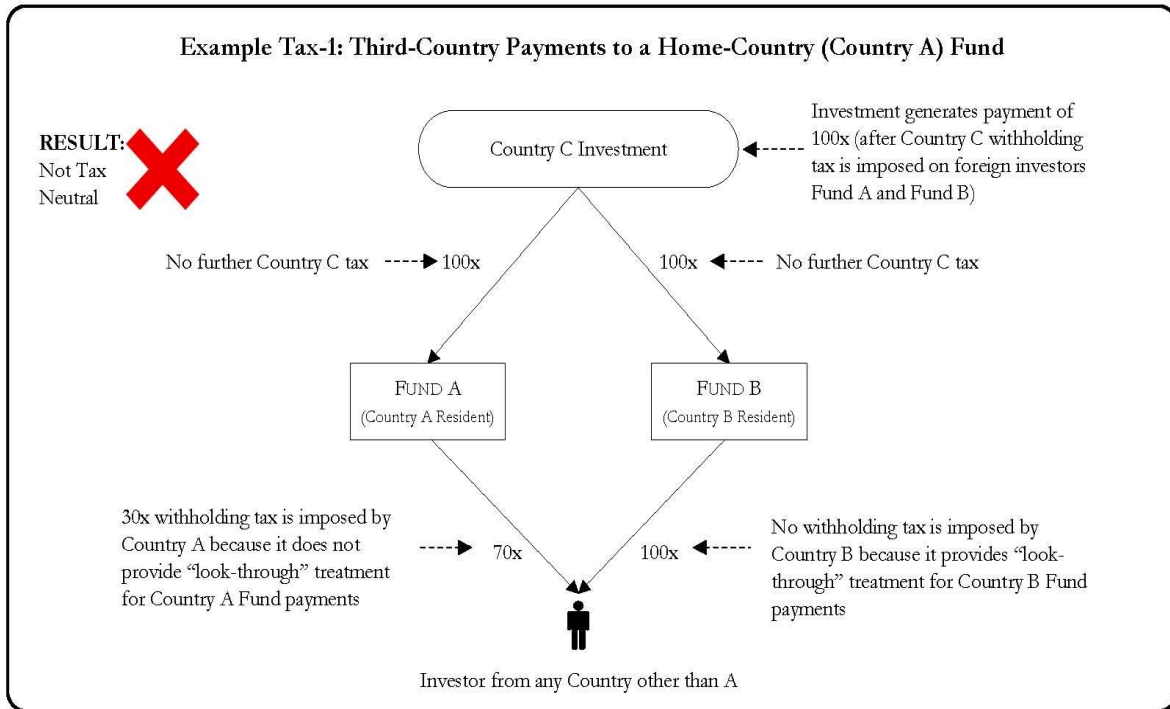 Example Tax-1: Third-Country Payments to a Home-Country (Country A) Fund
RESULT:
Not Tax
Neutral
Country C Investment
Investment generates payment of
100x (after Country C withholding
tax is imposed on foreign investors
Fund A and Fund B)
No further Country C tax
100x
100x
No further Country C tax
FUND A
(Country A Resident)
FUND B
(Country B Resident)
30x withholding tax is imposed by
Country A because it does not
provide “look-through” treatment
for Country A Fund payments
70x
100x
No withholding tax is imposed by
Country B because it provides “look-
through” treatment for Country B Fund
payments
Investor from any Country other than A